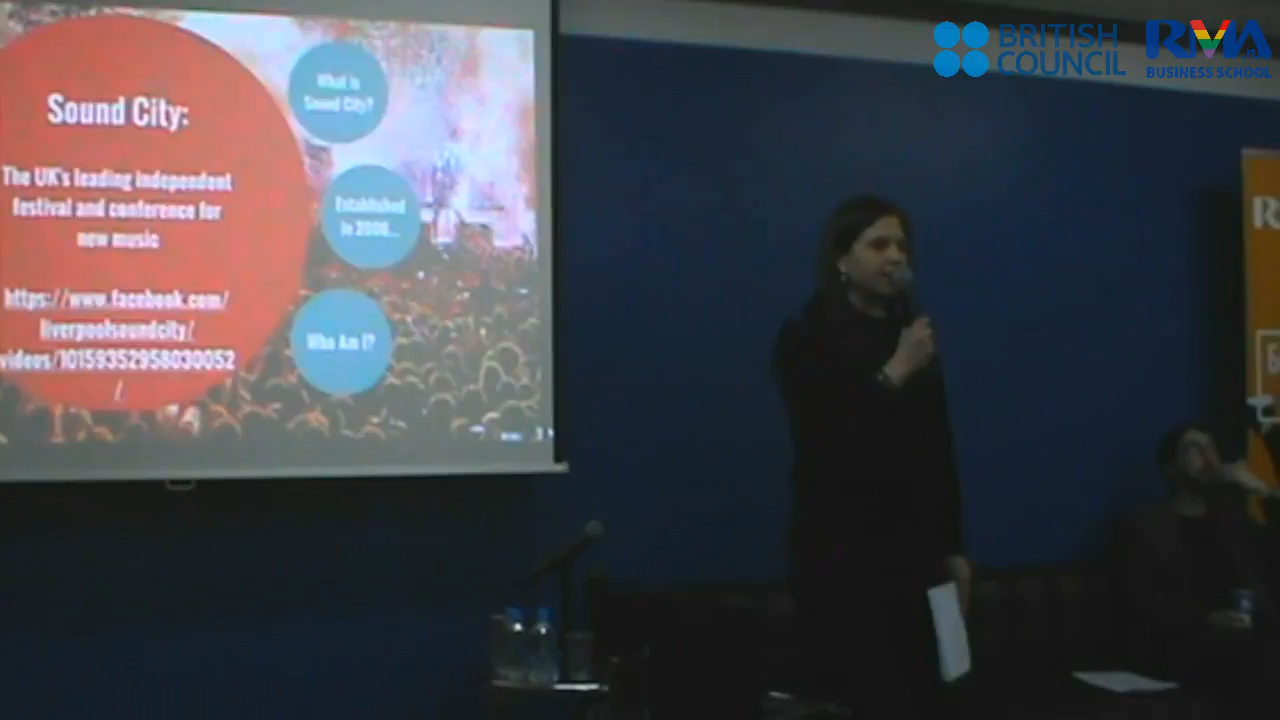 Sound City:
The UK's leading independent
festival and conference for
new music
https://www.facebook.com/
liverpoolsoundcity/
videos/10159352958030052
/
What is
Sound City?
Established
in 2008...
Who Am I?
BRITISH
COUNCIL
RMA
BUSINESS SCHOOL
R